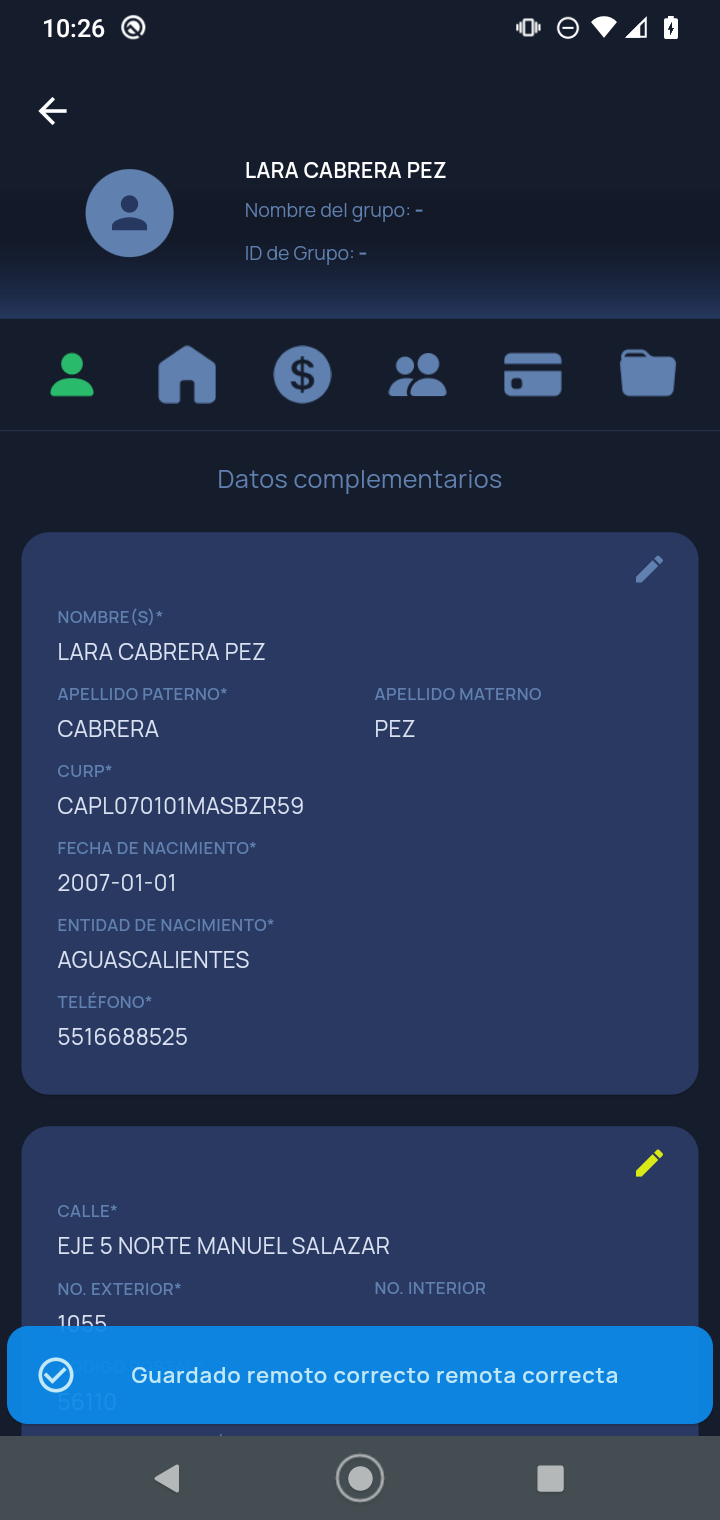 10:26
LARA CABRERA PEZ
Nombre del grupo: -
ID de Grupo: -
$
Datos complementarios
NOMBRE(S)*
LARA CABRERA PEZ
APELLIDO PATERNO* APELLIDO MATERNO
CABRERA PEZ
CURP*
CAPL070101MASBZR59
FECHA DE NACIMIENTO*
2007-01-01
ENTIDAD DE NACIMIENTO*
AGUASCALIENTES
TELÉFONO*
5516688525
CALLE*
EJE 5 NORTE MANUEL SALAZAR
NO. EXTERIOR* NO. INTERIOR
1055
Guardado remoto correcto remota correcta
56110